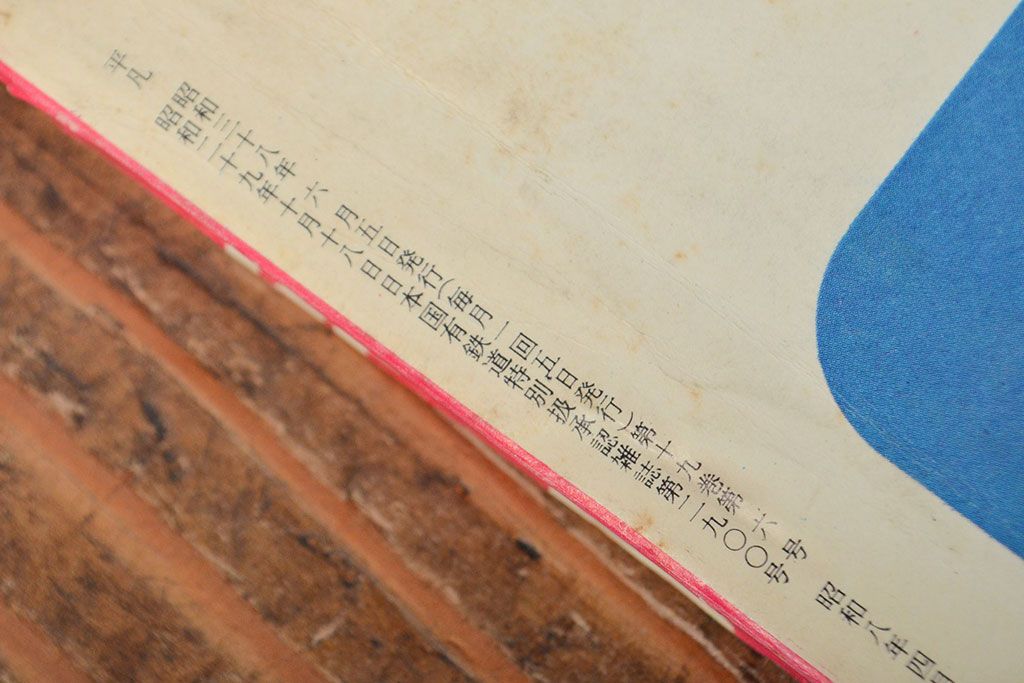 平凡
昭和三十八年六月五日発行（毎月一回五日発行）第十九巻第六号
昭和二十九年十月十八日日本国有鉄道特別扱承認雑誌第二一九〇〇号
昭和八年四月